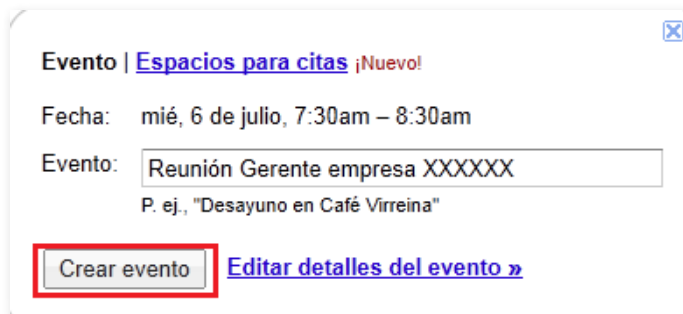 Evento | Espacios para citas ¡Nuevo!
Fecha: mié, 6 de julio, 7:30am – 8:30am
Evento: Reunión Gerente empresa XXXXXX
P. ej., "Desayuno en Café Virreina"
Crear evento Editar detalles del evento »